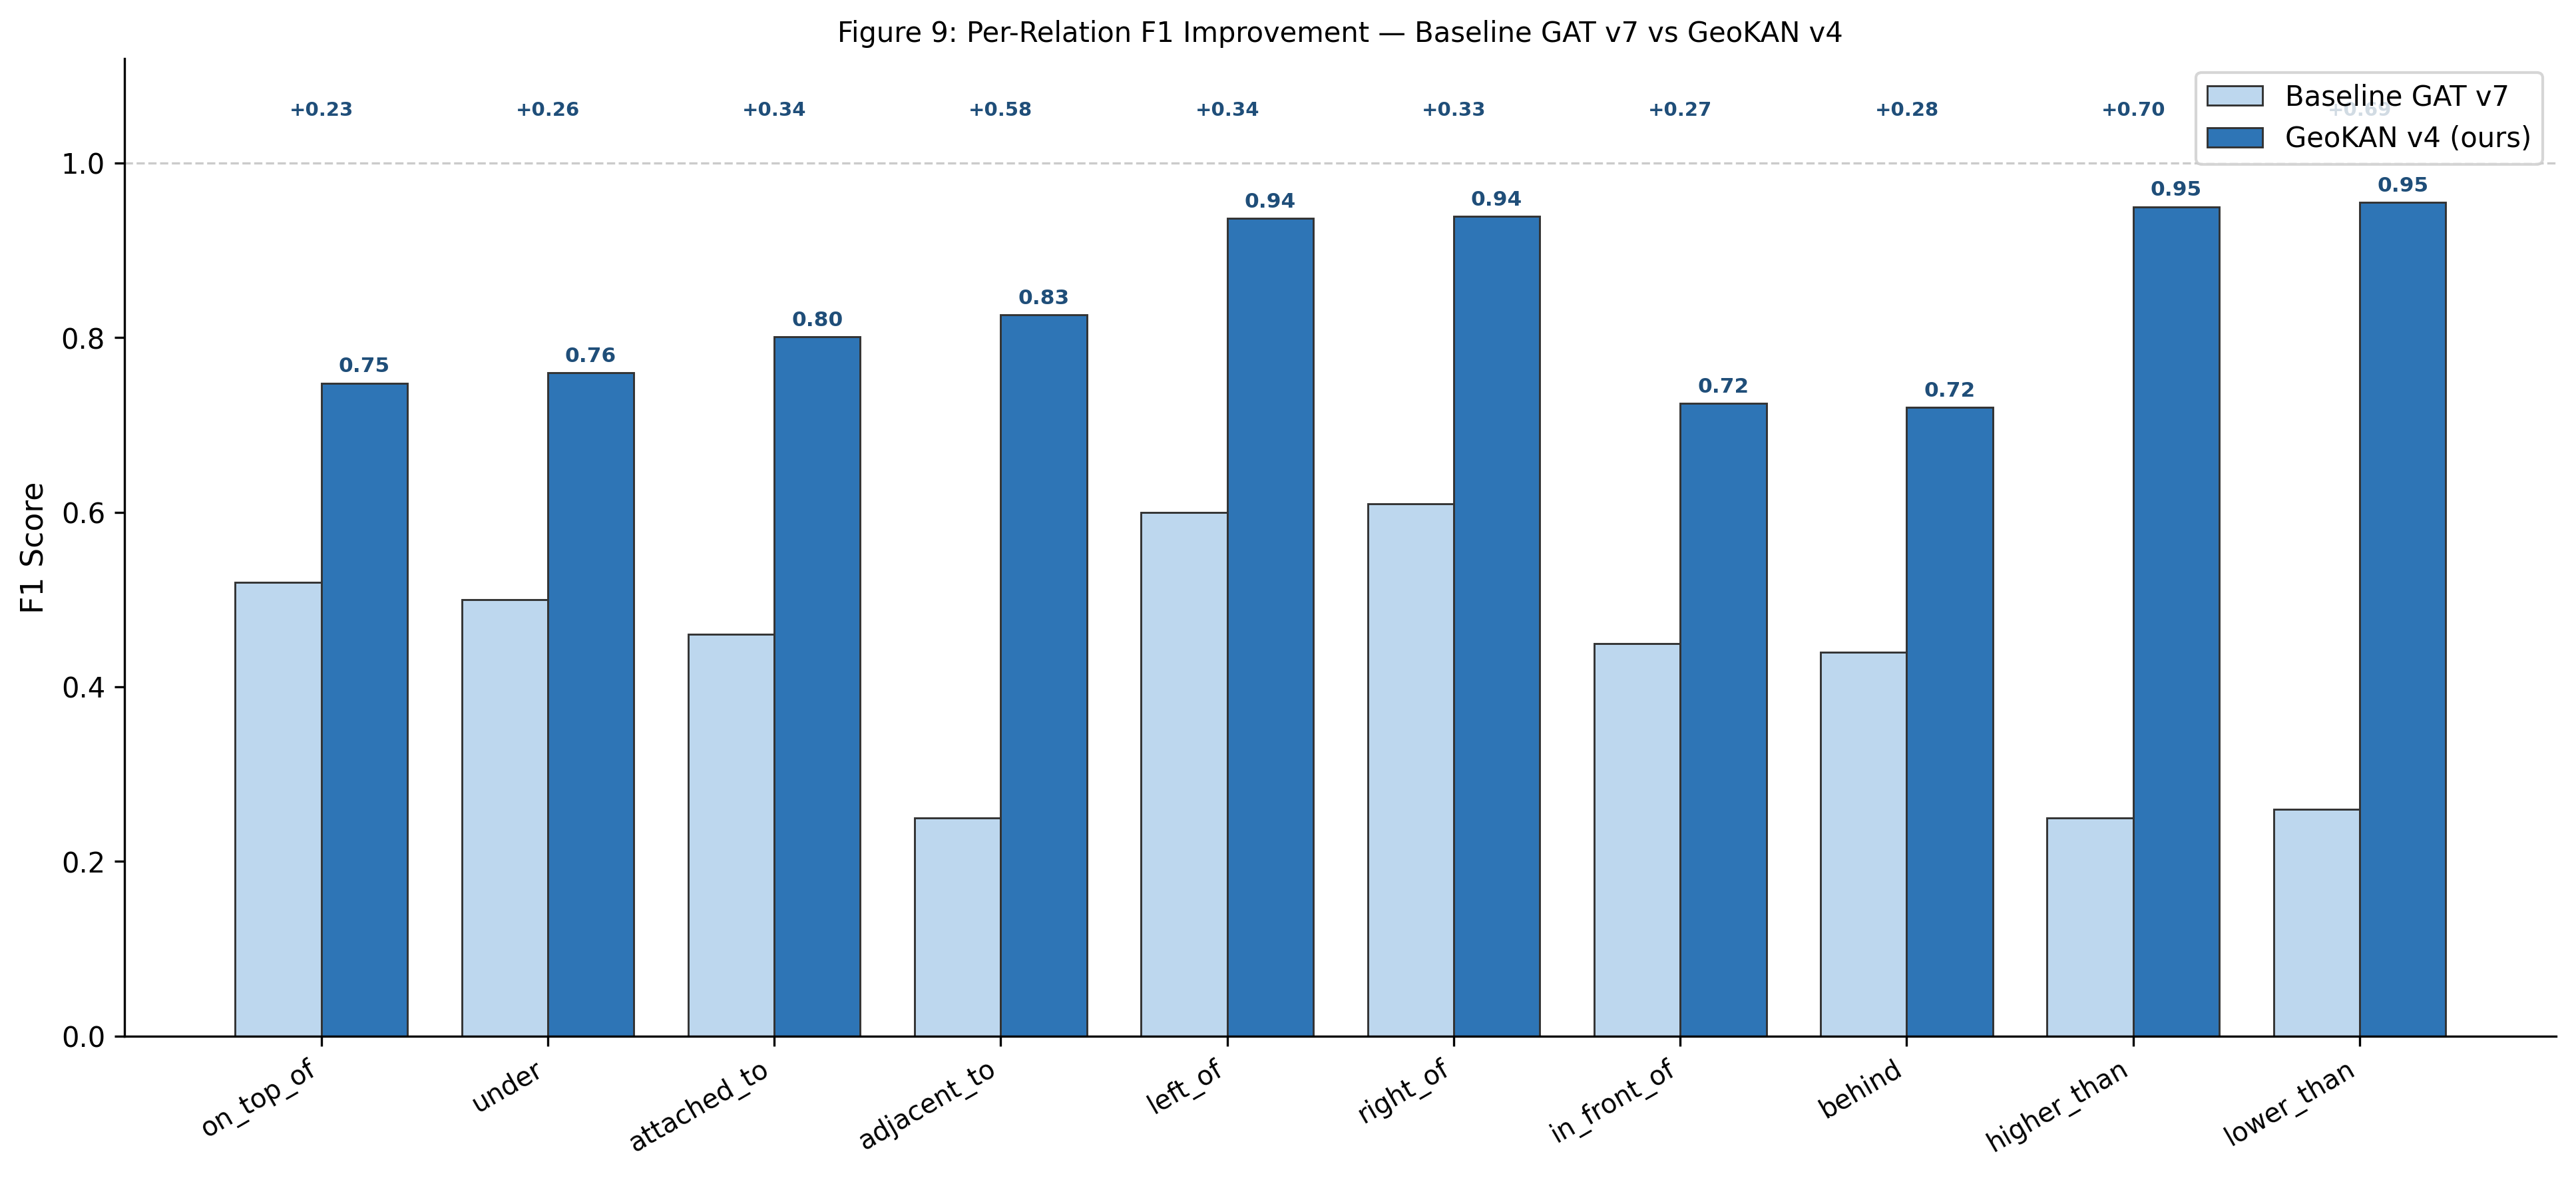 Figure 9: Per-Relation F1 Improvement — Baseline GAT v7 vs GeoKAN v4
+0.23 +0.26 +0.34 +0.58 +0.34 +0.33 +0.27 +0.28 +0.70 +0.69
Baseline GAT v7
GeoKAN v4 (ours)
F1 Score
1.0
0.8
0.6
0.4
0.2
0.0
0.75 0.76 0.80 0.83 0.94 0.94 0.72 0.72 0.95 0.95
on_top_of under attached_to adjacent_to left_of right_of in_front_of behind higher_than lower_than